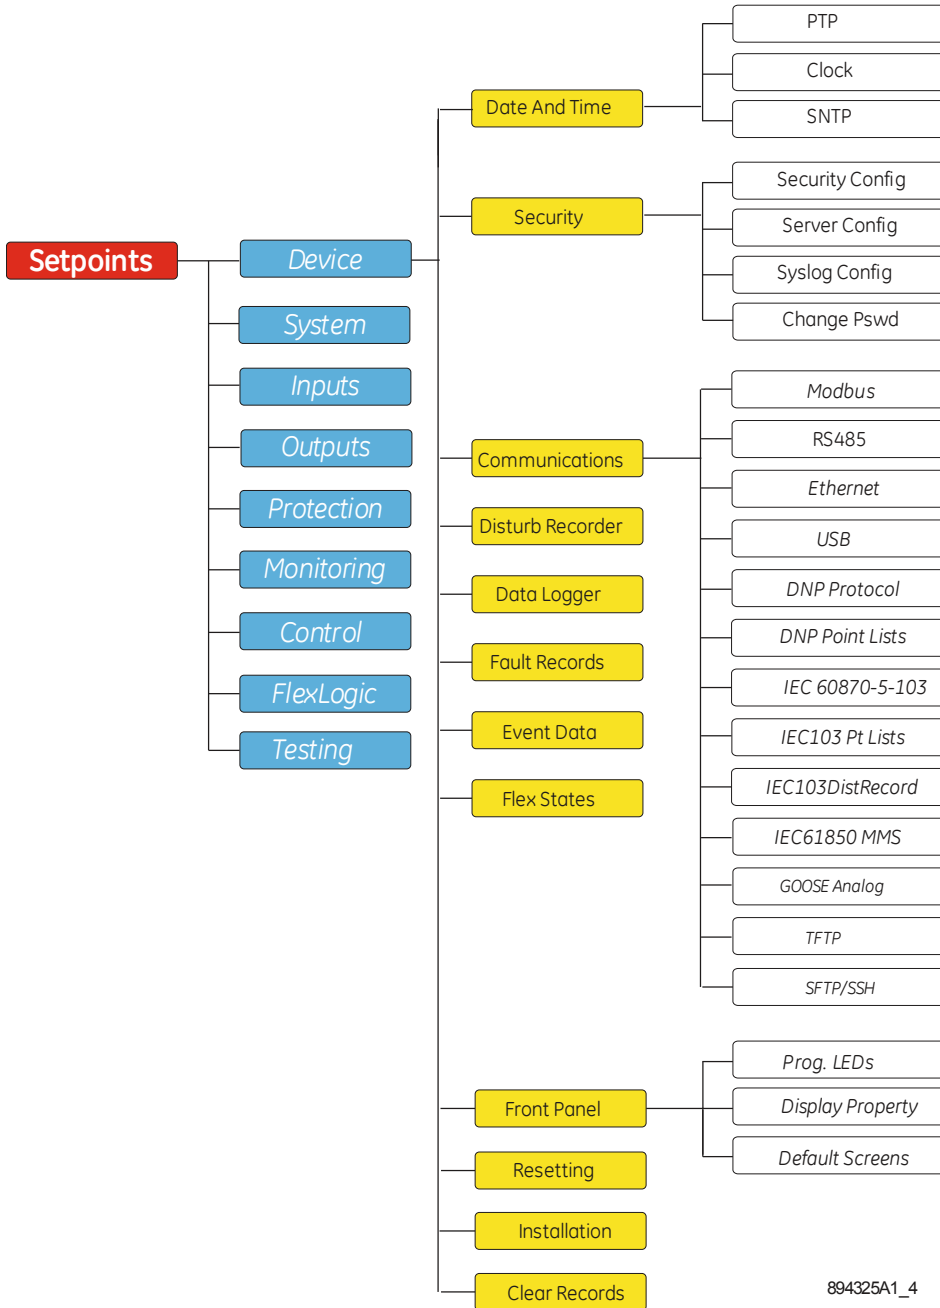 Setpoints
Device
System
Inputs
Outputs
Protection
Monitoring
Control
FlexLogic
Testing
Date And Time
PTP
Clock
SNTP
Security
Security Config
Server Config
Syslog Config
Change Pswd
Communications
Modbus
RS485
Ethernet
USB
DNP Protocol
DNP Point Lists
IEC 60870-5-103
IEC103 Pt Lists
IEC103DistRecord
IEC61850 MMS
GOOSE Analog
TFTP
SFTP/SSH
Disturb Recorder
Data Logger
Fault Records
Event Data
Flex States
Front Panel
Prog. LEDs
Display Property
Default Screens
Resetting
Installation
Clear Records
894325A1_4